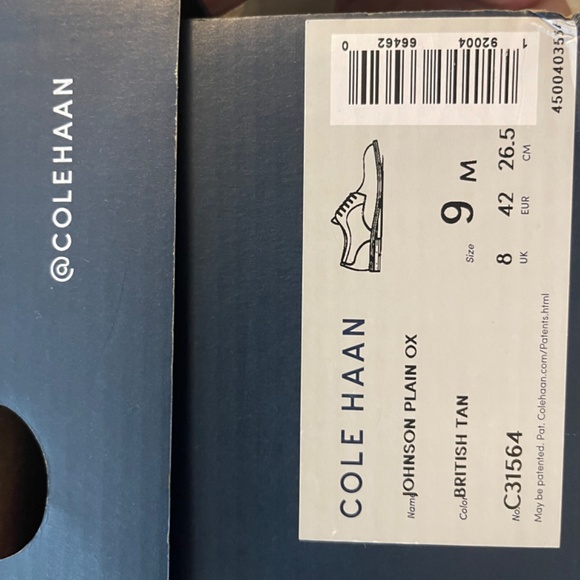 @COLEHAAN
COLE HAAN
Name JOHNSON PLAIN OX
Color BRITISH TAN
No. C31564
May be patented. Pat. Colehaan.com/Patents.html
Size 9 M
8 42 26.5
UK EUR CM
1 92004 66462 0